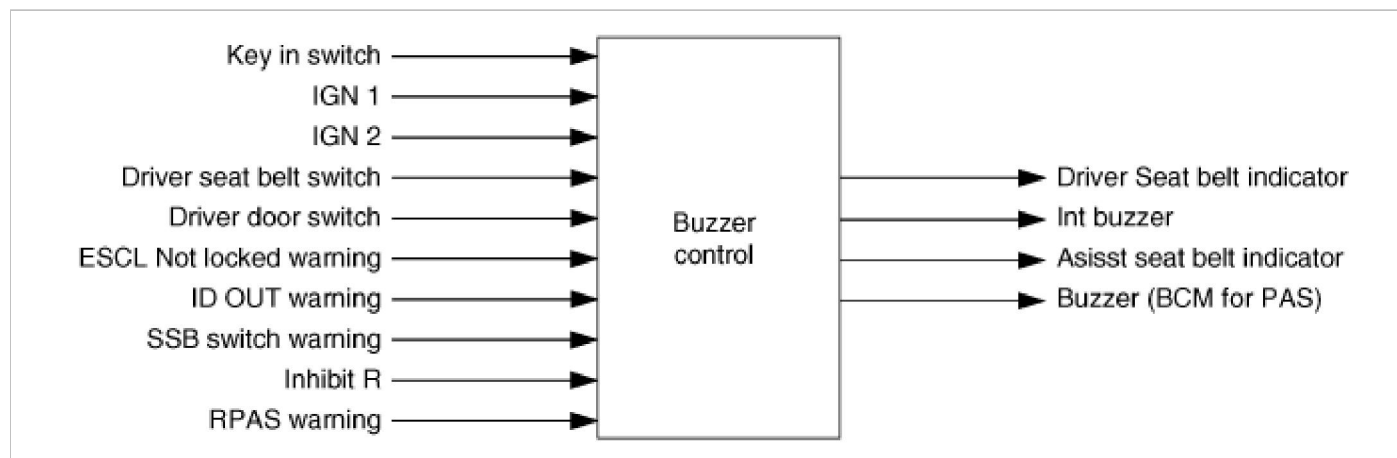 Key in switch
IGN 1
IGN 2
Driver seat belt switch
Driver door switch
ESCL Not locked warning
ID OUT warning
SSB switch warning
Inhibit R
RPAS warning
Buzzer
control
Driver Seat belt indicator
Int buzzer
Asisst seat belt indicator
Buzzer (BCM for PAS)